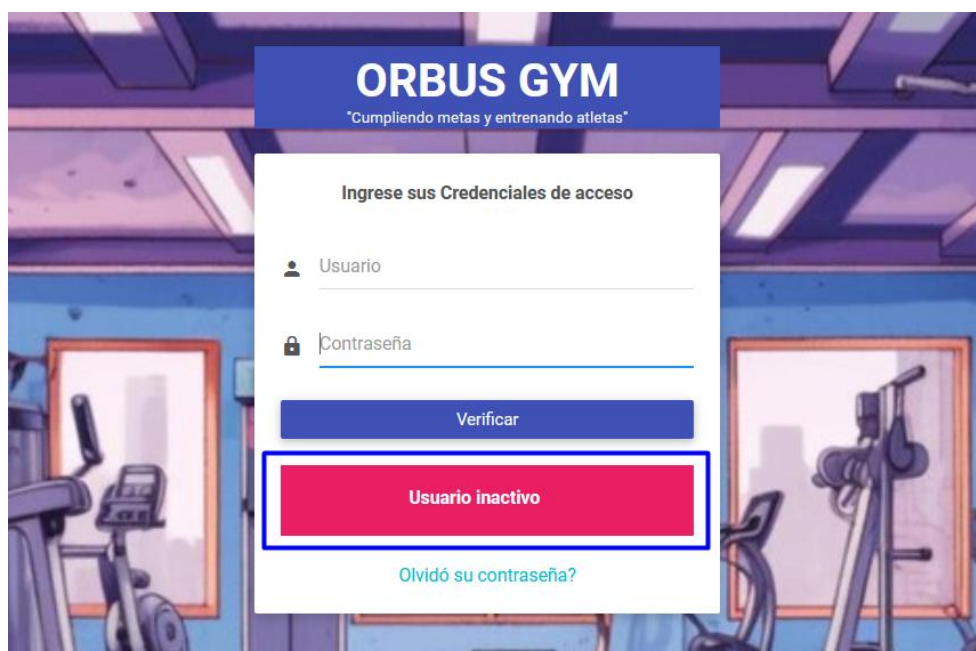 ORBUS GYM
"Cumpliendo metas y entrenando atletas"
Ingrese sus Credenciales de acceso
Usuario
Contraseña
Verificar
Usuario inactivo
Olvidó su contraseña?